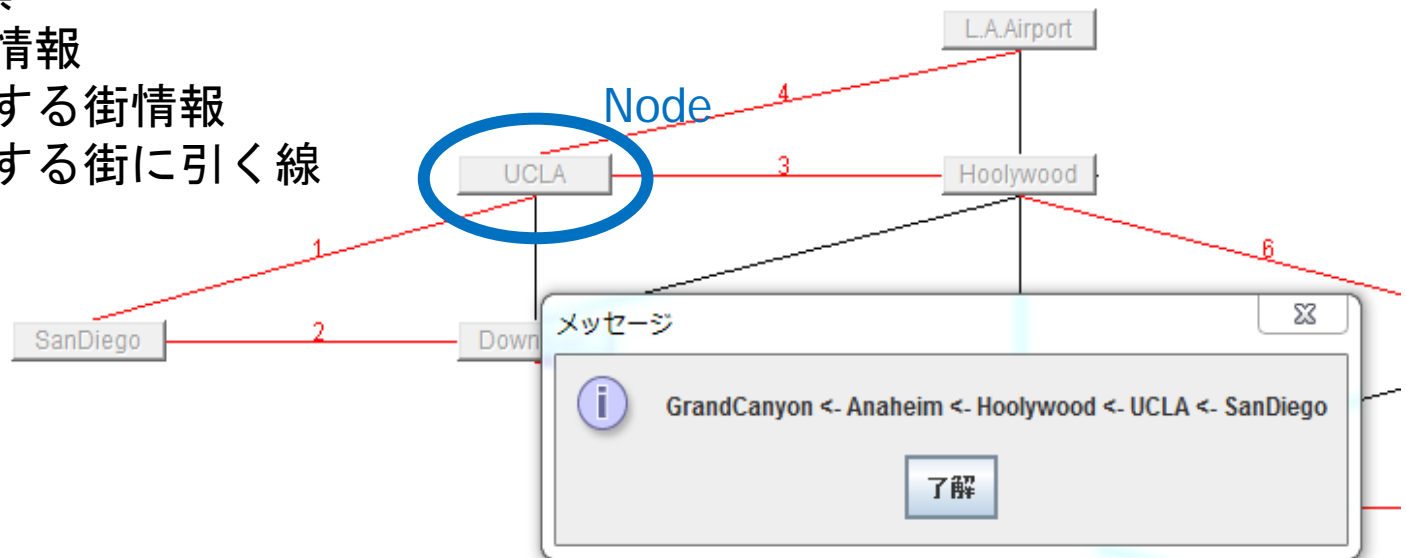 情報
する街情報
する街に引く線
L.A.Airport
Node
4
UCLA
3
Hoolywood
1
6
SanDiego
2
Down
メッセージ
GrandCanyon <- Anaheim <- Hoolywood <- UCLA <- SanDiego
了解